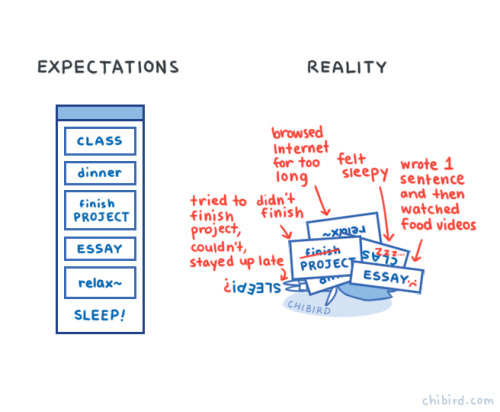 EXPECTATIONS
CLASS
dinner
finish
PROJECT
ESSAY
relax~
SLEEP!
REALITY
browsed
Internet
for too
long
felt
sleepy
wrote 1
sentence
and then
watched
food videos
tried to
finish
project,
couldn't,
stayed up late
didn't
finish
relax~
zzz...
CLAS
finish
PROJECT
ESSAY
SLEEP!?
CHIBIRD
chibird.com